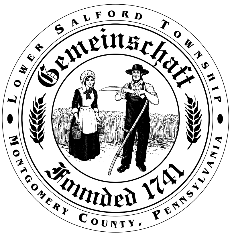 LOWER SALFORD TOWNSHIP
Gemeinschaft
Founded 1741
MONTGOMERY COUNTY, PENNSYLVANIA